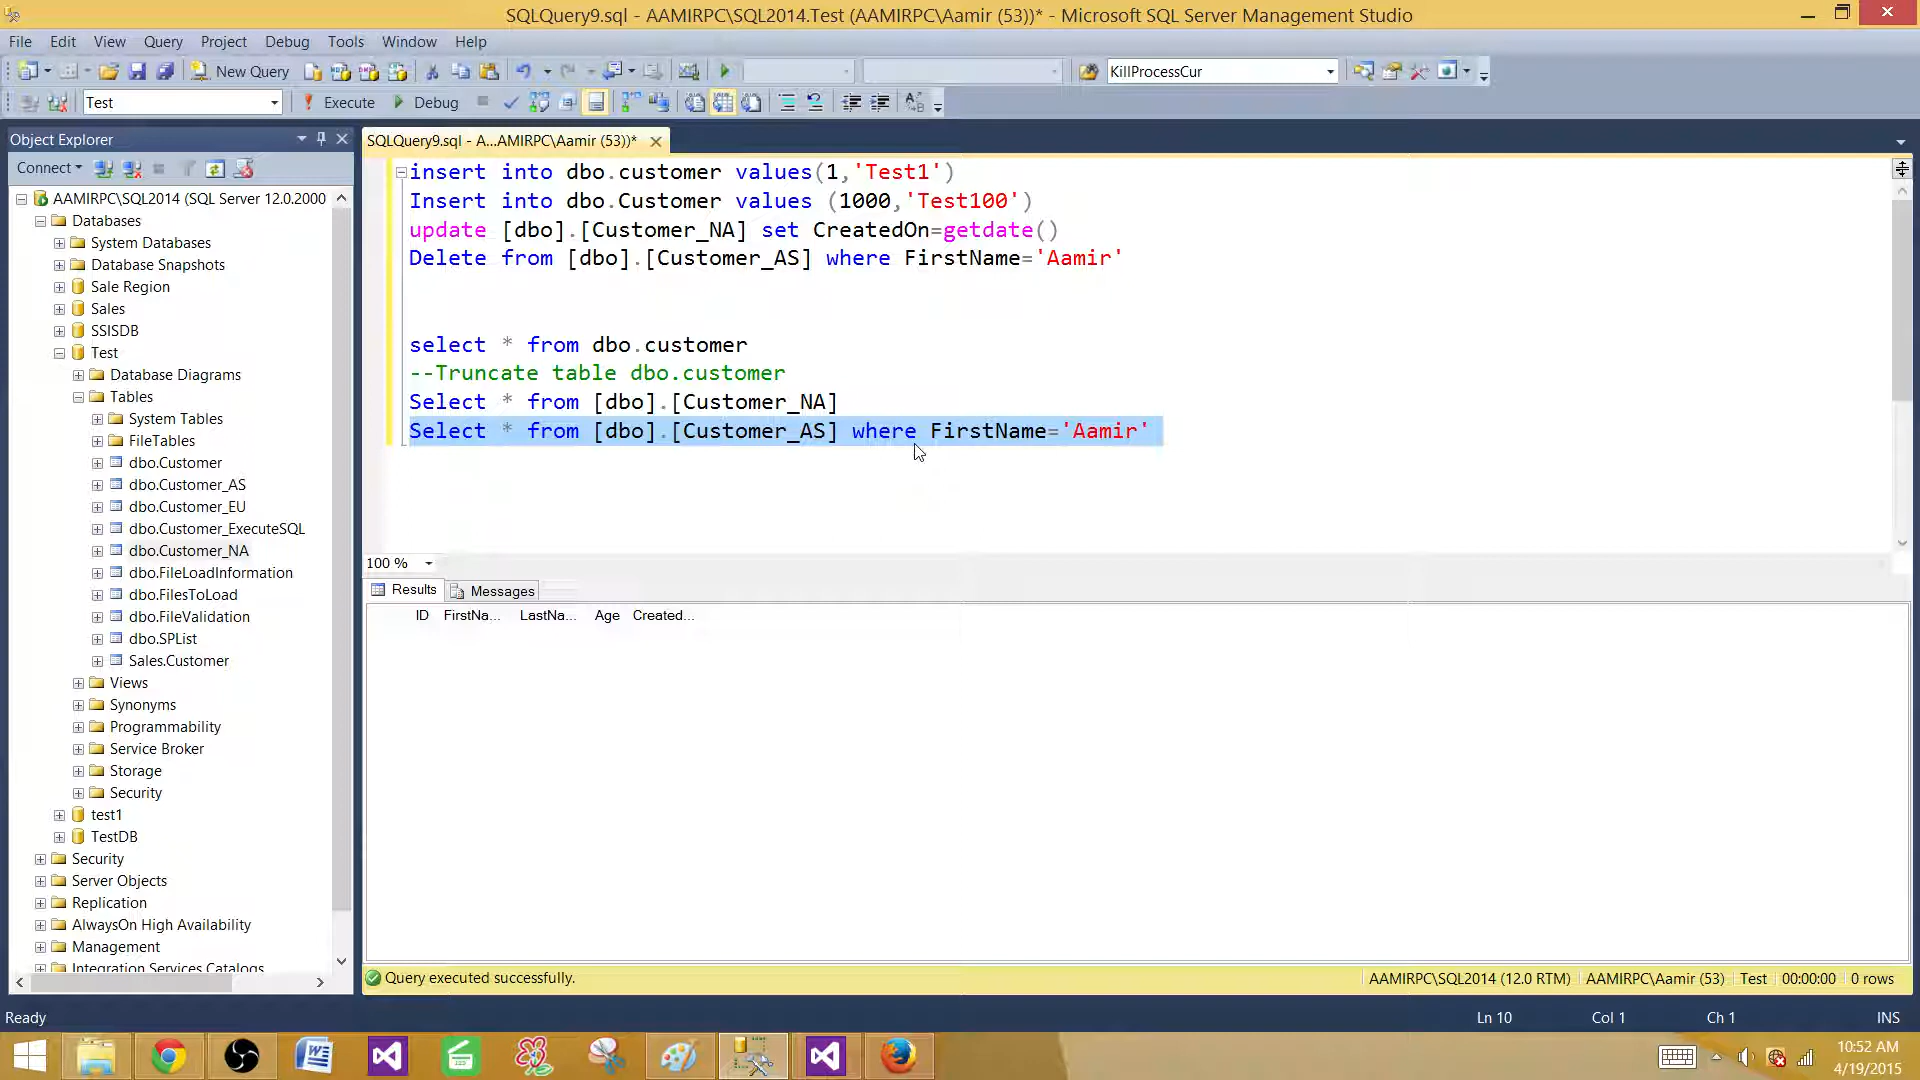 SQLQuery9.sql - AAMIRPC\SQL2014.Test (AAMIRPC\Aamir (53))* - Microsoft SQL Server Management Studio
File Edit View Query Project Debug Tools Window Help
New Query KillProcessCur
Test Execute Debug
Object Explorer
Connect
AAMIRPC\SQL2014 (SQL Server 12.0.2000
Databases
System Databases
Database Snapshots
Sale Region
Sales
SSISDB
Test
Database Diagrams
Tables
System Tables
FileTables
dbo.Customer
dbo.Customer_AS
dbo.Customer_EU
dbo.Customer_ExecuteSQL
dbo.Customer_NA
dbo.FileLoadInformation
dbo.FilesToLoad
dbo.FileValidation
dbo.SPList
Sales.Customer
Views
Synonyms
Programmability
Service Broker
Storage
Security
test1
TestDB
Security
Server Objects
Replication
AlwaysOn High Availability
Management
Integration Services Catalogs
SQLQuery9.sql - A...AMIRPC\Aamir (53))*
insert into dbo.customer values(1,'Test1')
Insert into dbo.Customer values (1000,'Test100')
update [dbo].[Customer_NA] set CreatedOn=getdate()
Delete from [dbo].[Customer_AS] where FirstName='Aamir'
select * from dbo.customer
--Truncate table dbo.customer
Select * from [dbo].[Customer_NA]
Select * from [dbo].[Customer_AS] where FirstName='Aamir'
100 %
Results Messages
ID FirstNa... LastNa... Age Created...
Query executed successfully. AAMIRPC\SQL2014 (12.0 RTM) AAMIRPC\Aamir (53) Test 00:00:00 0 rows
Ready Ln 10 Col 1 Ch 1 INS
10:52 AM
4/19/2015